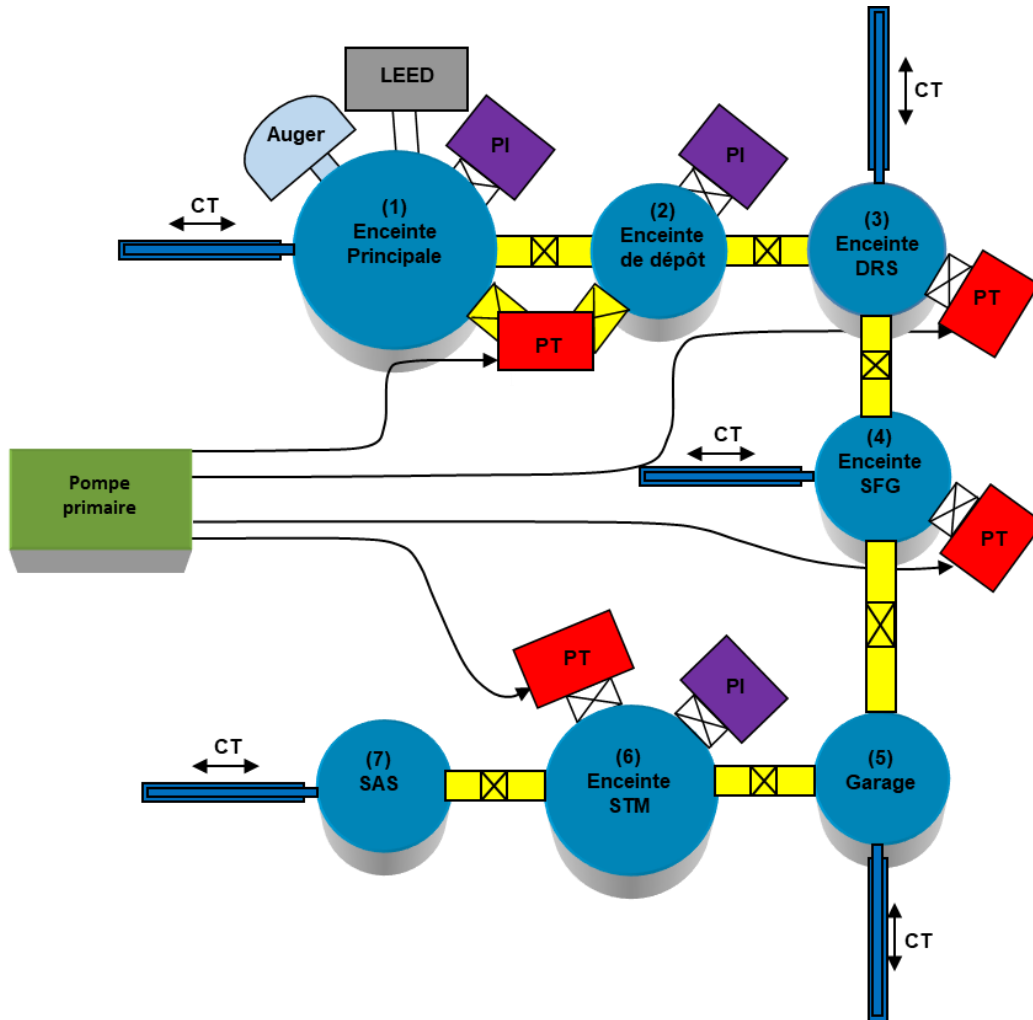 LEED
Auger
PI
PI
CT
CT
(1)
Enceinte
Principale
(2)
Enceinte
de dépôt
(3)
Enceinte
DRS
PT
PT
CT
(4)
Enceinte
SFG
Pompe
primaire
PT
PT
PI
CT
(7)
SAS
(6)
Enceinte
STM
(5)
Garage
CT